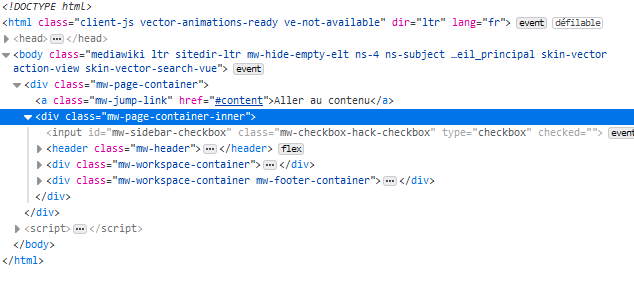 <!DOCTYPE html>
<html class="client-js vector-animations-ready ve-not-available" dir="ltr" lang="fr"> event défilable
<head> ••• </head>
<body class="mediawiki ltr sitedir-ltr mw-hide-empty-elt ns-4 ns-subject …eil_principal skin-vector
action-view skin-vector-search-vue"> event
<div class="mw-page-container">
<a class="mw-jump-link" href="#content">Aller au contenu</a>
<div class="mw-page-container-inner">
<input id="mw-sidebar-checkbox" class="mw-checkbox-hack-checkbox" type="checkbox" checked=""> event
<header class="mw-header"> ••• </header> flex
<div class="mw-workspace-container"> ••• </div>
<div class="mw-workspace-container mw-footer-container"> ••• </div>
</div>
</div>
<script> ••• </script>
</body>
</html>